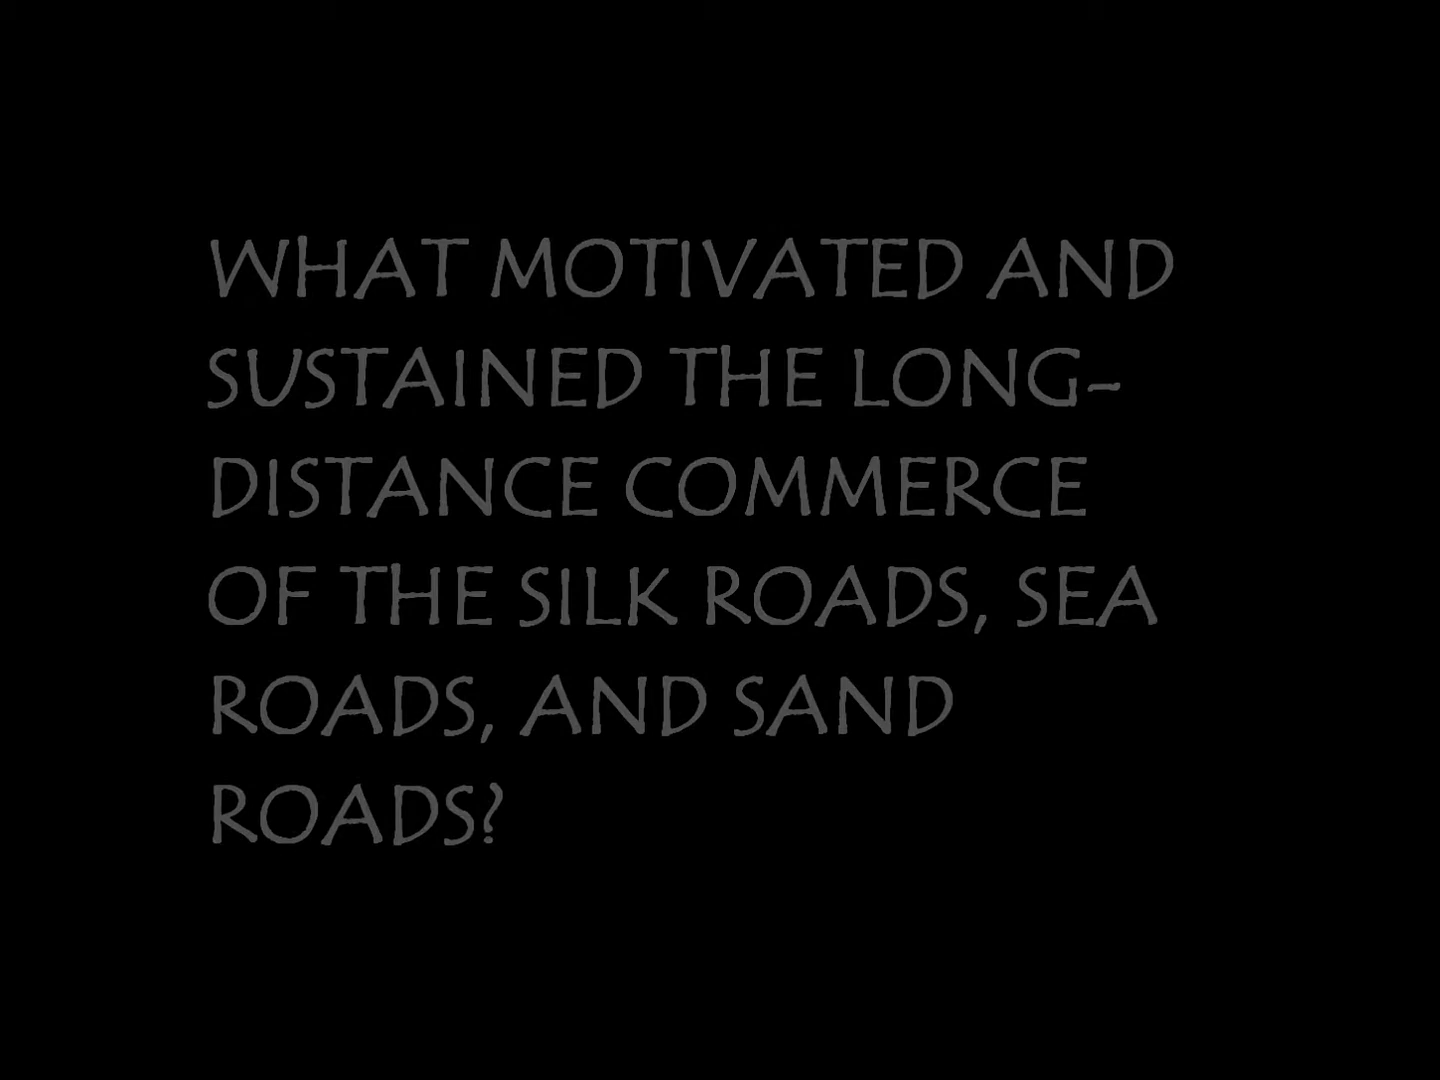 WHAT MOTIVATED AND
SUSTAINED THE LONG-
DISTANCE COMMERCE
OF THE SILK ROADS, SEA
ROADS, AND SAND
ROADS?